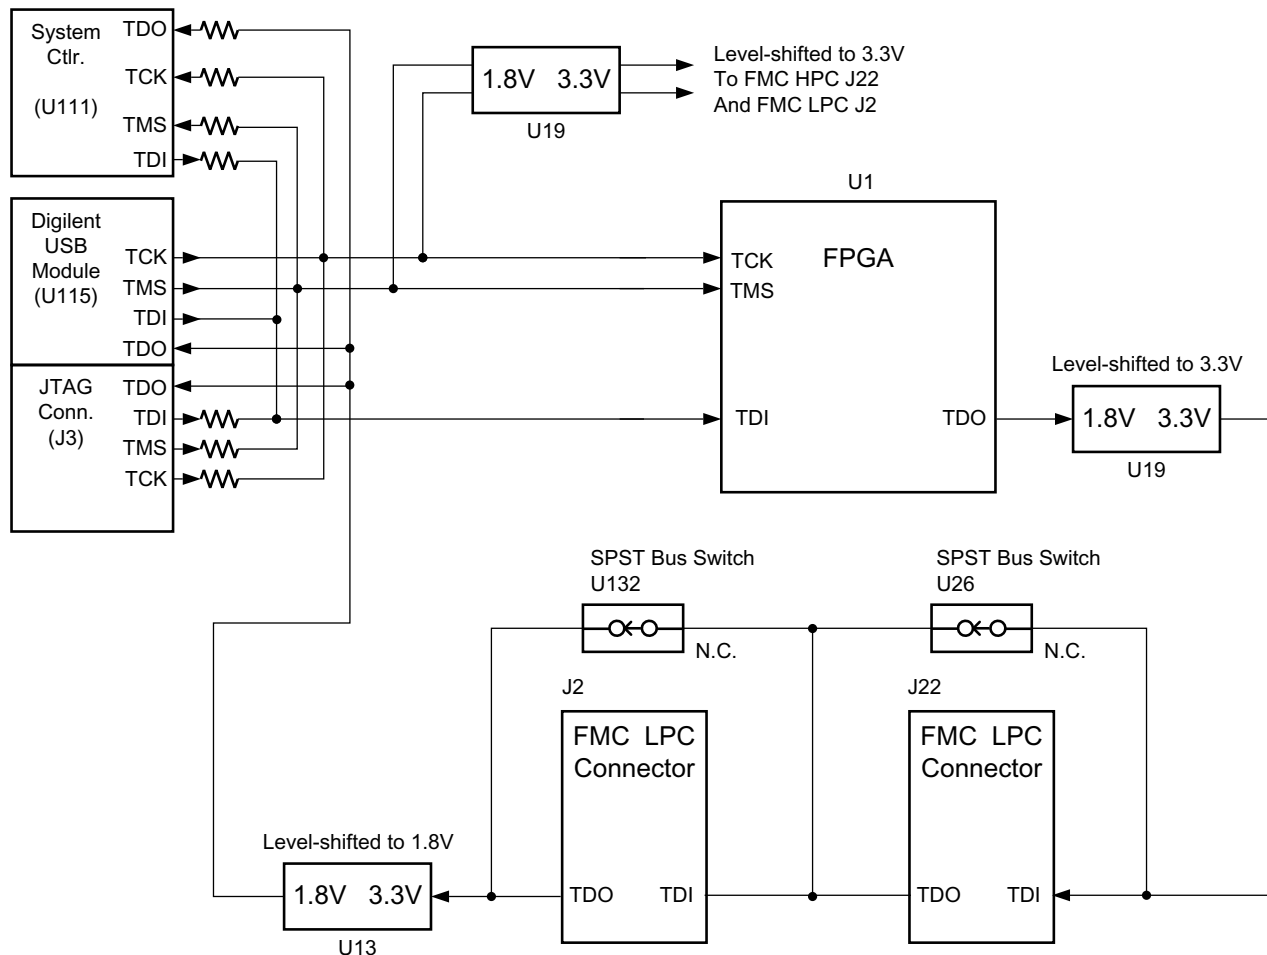 System
Ctlr.
(U111)
TDO
TCK
TMS
TDI
1.8V 3.3V
U19
Level-shifted to 3.3V
To FMC HPC J22
And FMC LPC J2
Digilent
USB
Module
(U115)
TCK
TMS
TDI
TDO
JTAG
Conn.
(J3)
TDO
TDI
TMS
TCK
U1
FPGA
TCK
TMS
TDI
TDO
Level-shifted to 3.3V
1.8V 3.3V
U19
SPST Bus Switch
U132
N.C.
SPST Bus Switch
U26
N.C.
J2
FMC LPC
Connector
TDO TDI
J22
FMC LPC
Connector
TDO TDI
Level-shifted to 1.8V
1.8V 3.3V
U13